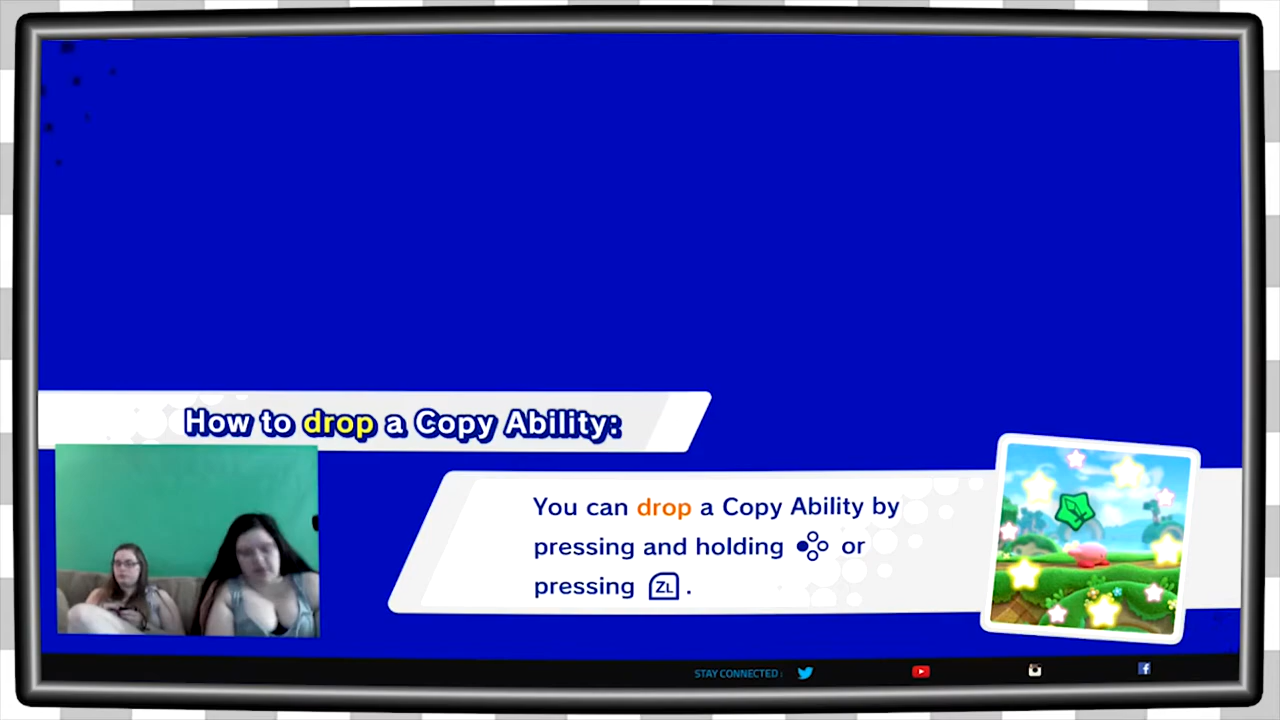 How to drop a Copy Ability:
You can drop a Copy Ability by
pressing and holding or
pressing ZL .
STAY CONNECTED :